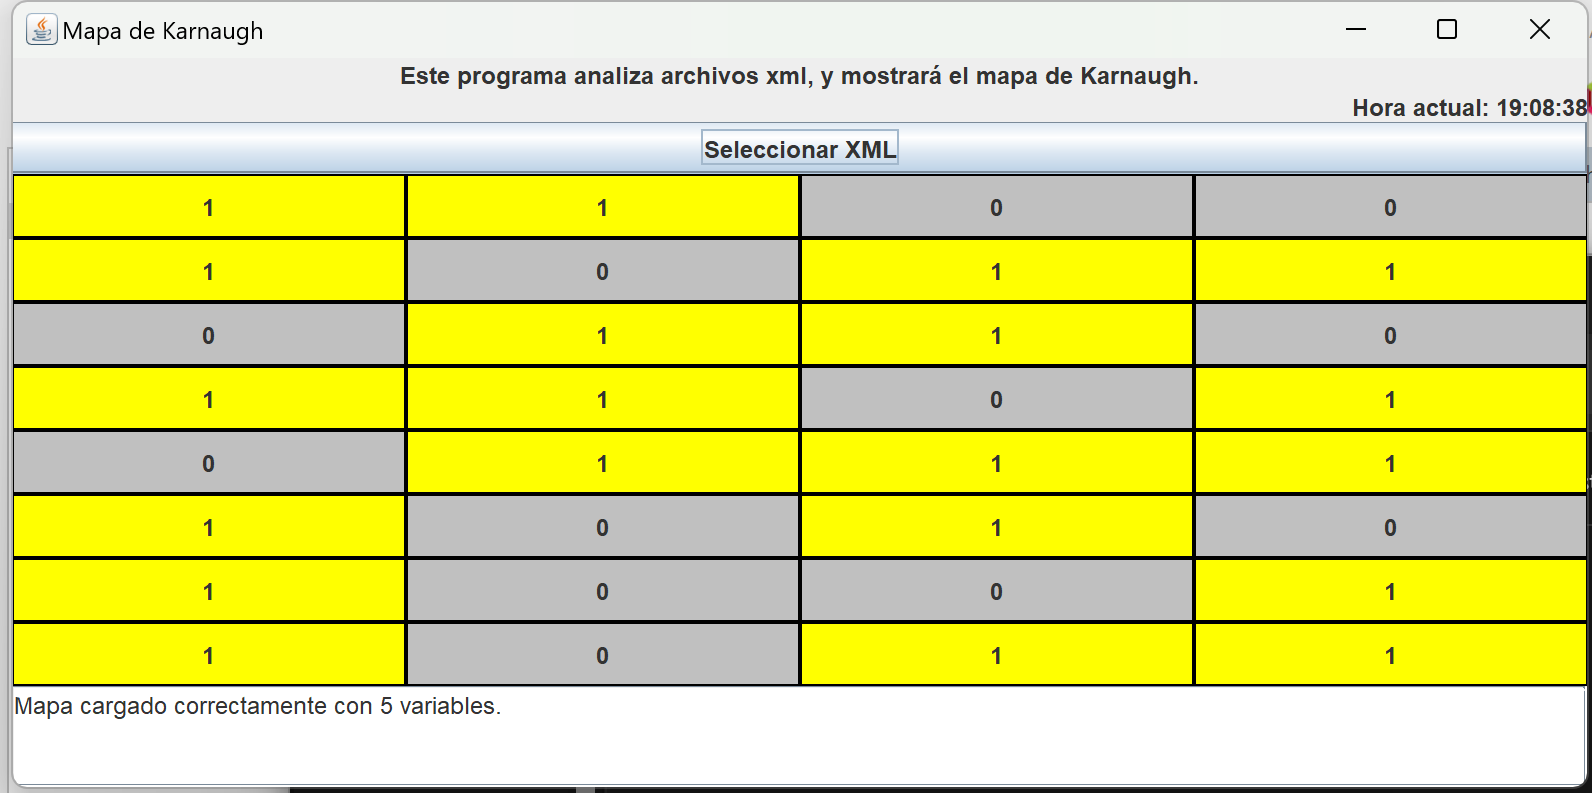 Mapa de Karnaugh
Este programa analiza archivos xml, y mostrará el mapa de Karnaugh.
Hora actual: 19:08:38
Seleccionar XML
1 1 0 0
1 0 1 1
0 1 1 0
1 1 0 1
0 1 1 1
1 0 1 0
1 0 0 1
1 0 1 1
Mapa cargado correctamente con 5 variables.